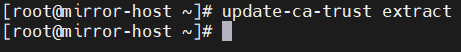 [root@mirror-host ~]# update-ca-trust extract
[root@mirror-host ~]#